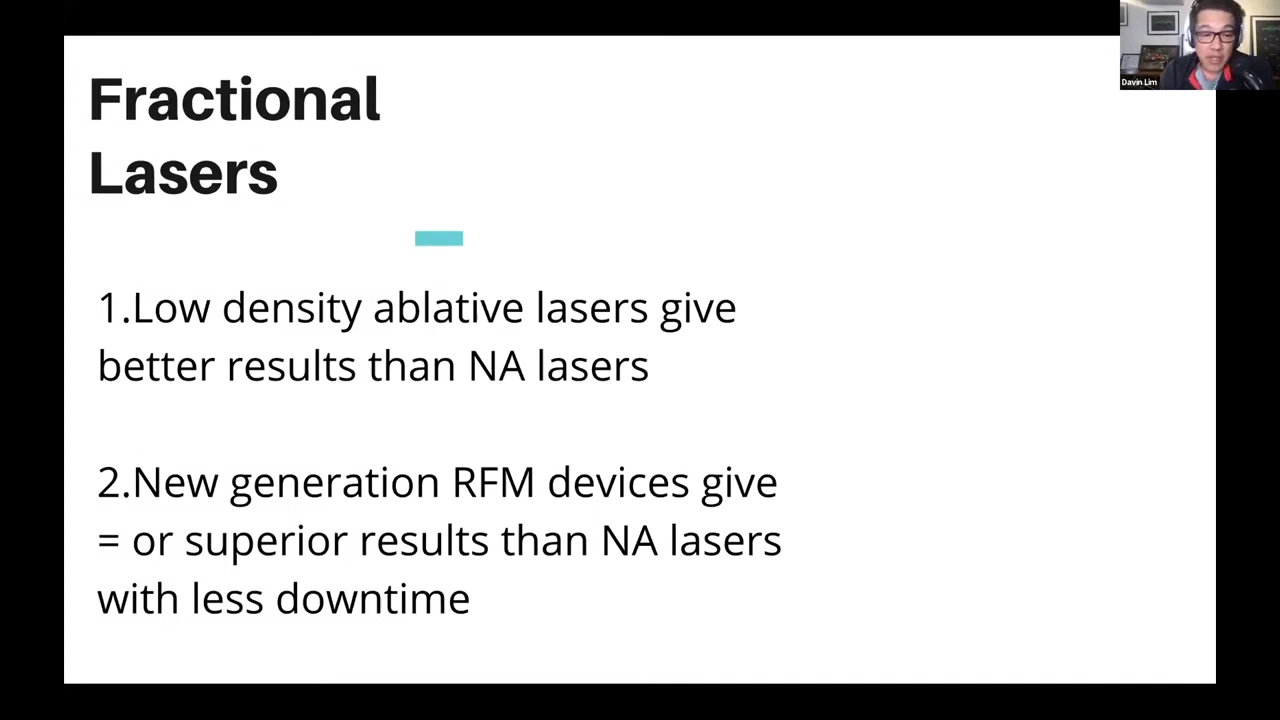 Fractional
Lasers
1.Low density ablative lasers give
better results than NA lasers
2.New generation RFM devices give
= or superior results than NA lasers
with less downtime
Davin Lim